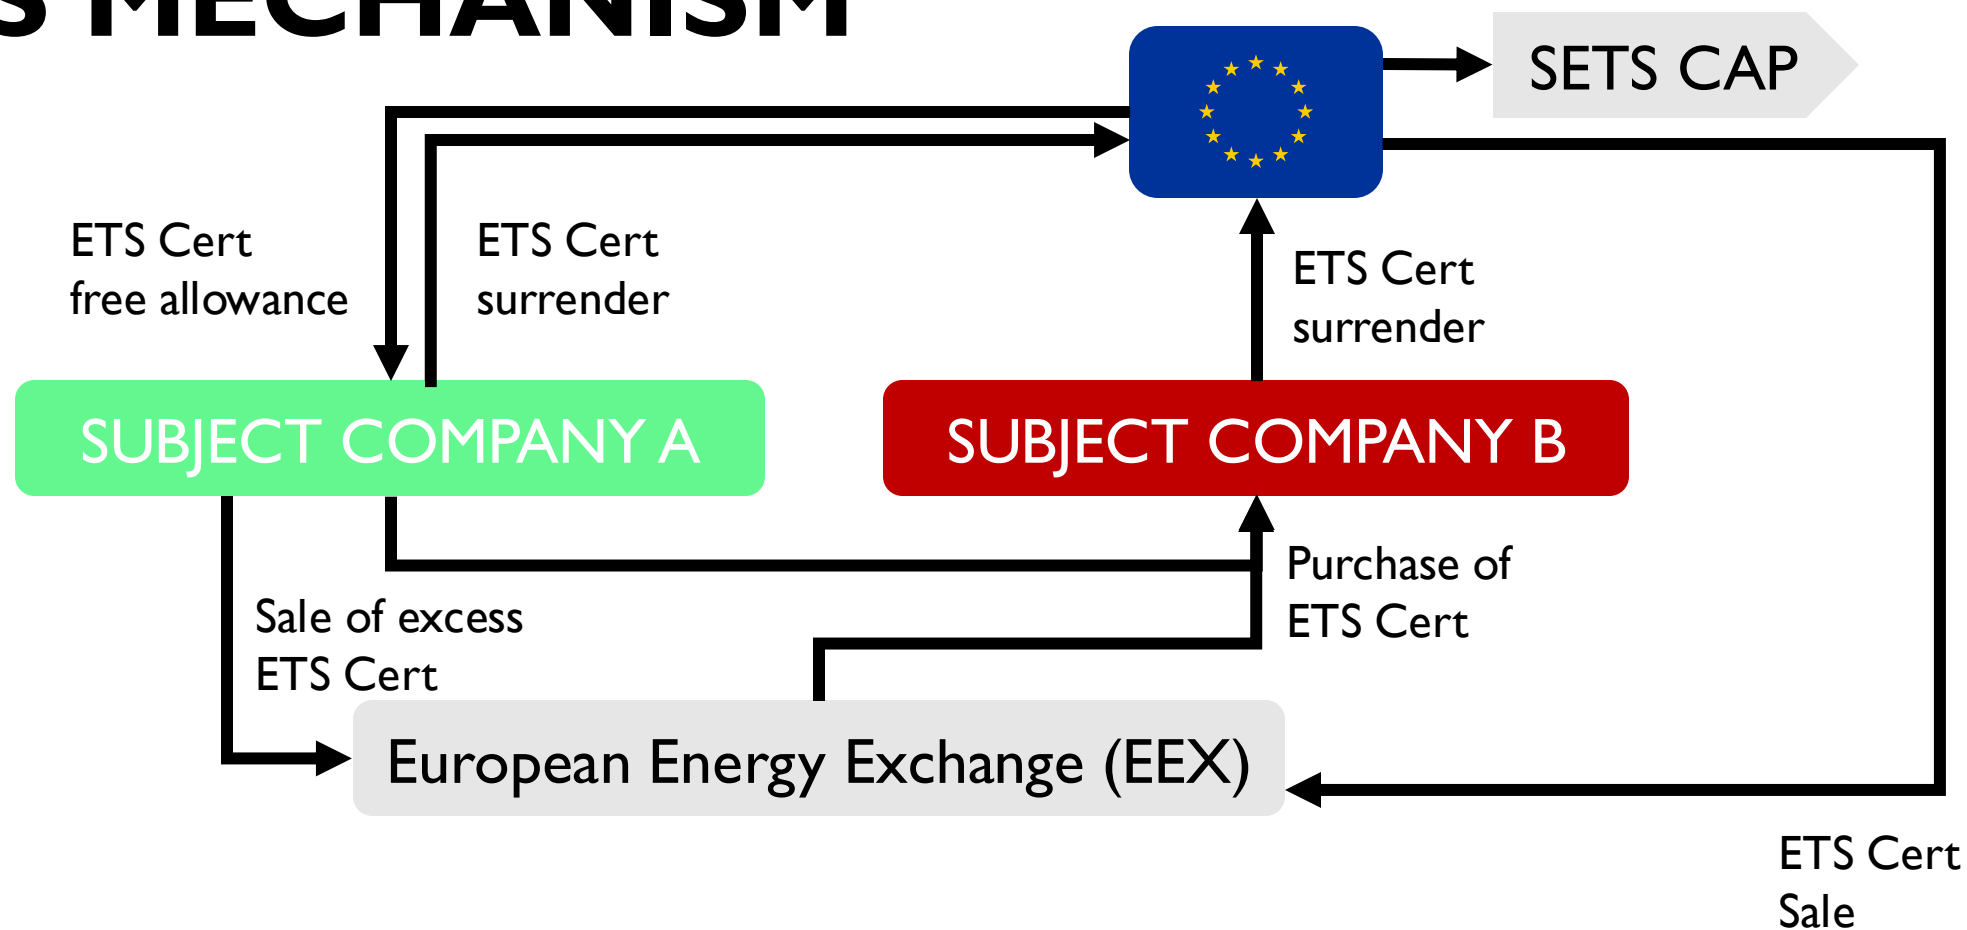 S MECHANISM
SETS CAP
ETS Cert
free allowance
ETS Cert
surrender
ETS Cert
surrender
SUBJECT COMPANY A
SUBJECT COMPANY B
Purchase of
ETS Cert
Sale of excess
ETS Cert
European Energy Exchange (EEX)
ETS Cert
Sale